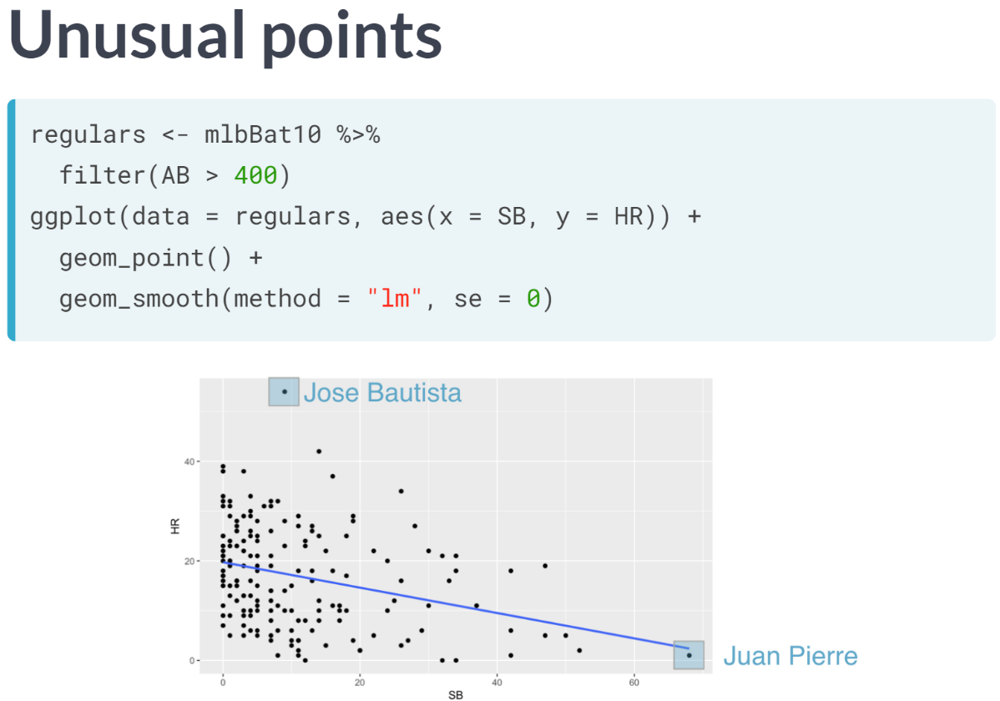 Unusual points
regulars <- mlbBat10 %>%
  filter(AB > 400)
ggplot(data = regulars, aes(x = SB, y = HR)) +
  geom_point() +
  geom_smooth(method = "lm", se = 0)
Jose Bautista
40
HR
20
0
Juan Pierre
0 20 40 60
SB